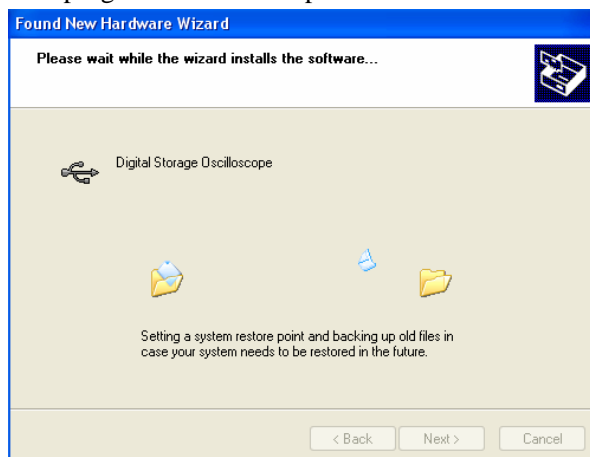 Found New Hardware Wizard
Please wait while the wizard installs the software...
Digital Storage Oscilloscope
Setting a system restore point and backing up old files in
case your system needs to be restored in the future.
< Back Next > Cancel